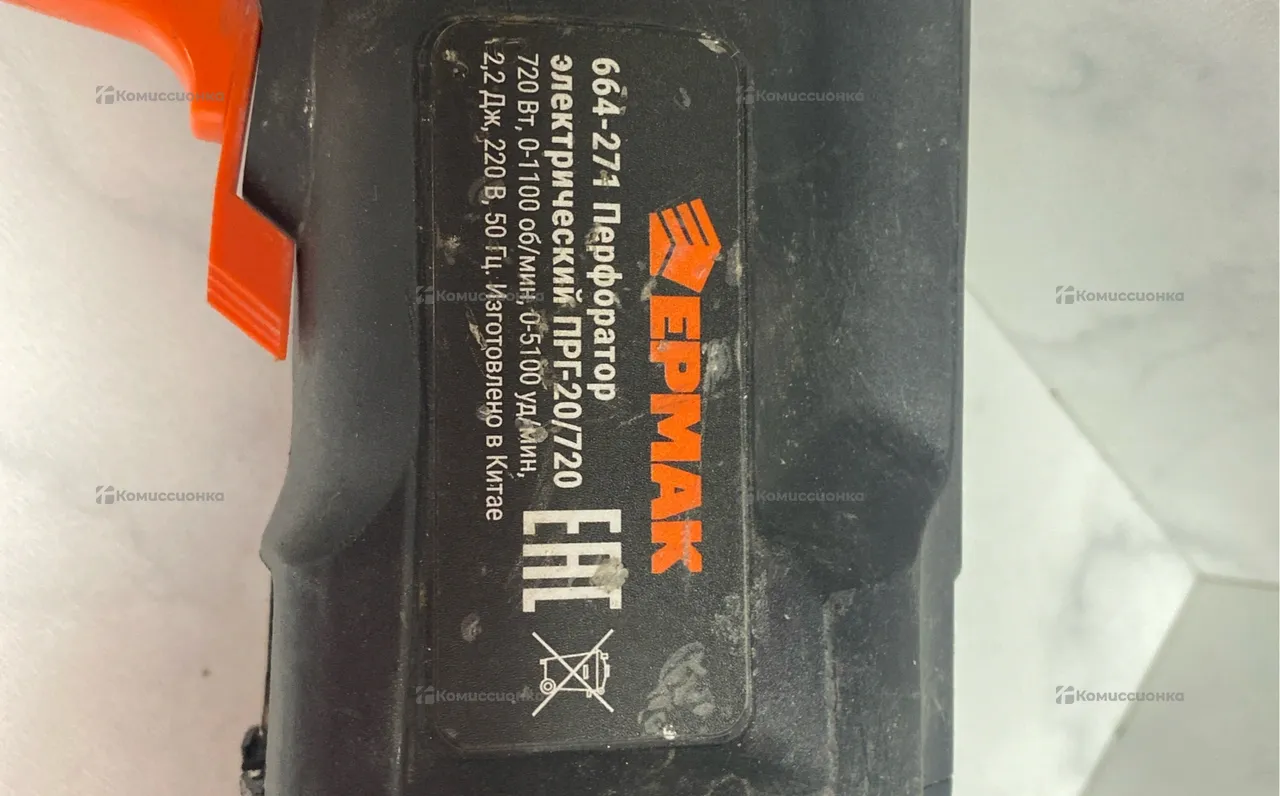 ЕРМАК
664-271 Перфоратор
электрический ПРГ-20/720
720 Вт, 0-1100 об/мин, 0-5100 уд/мин,
2,2 Дж, 220 В, 50 Гц. Изготовлено в Китае
ЕАС
Комиссионка
Комиссионка
Комиссионка
Комиссионка
Комиссионка
Комиссионка
Комиссионка
Комиссионка